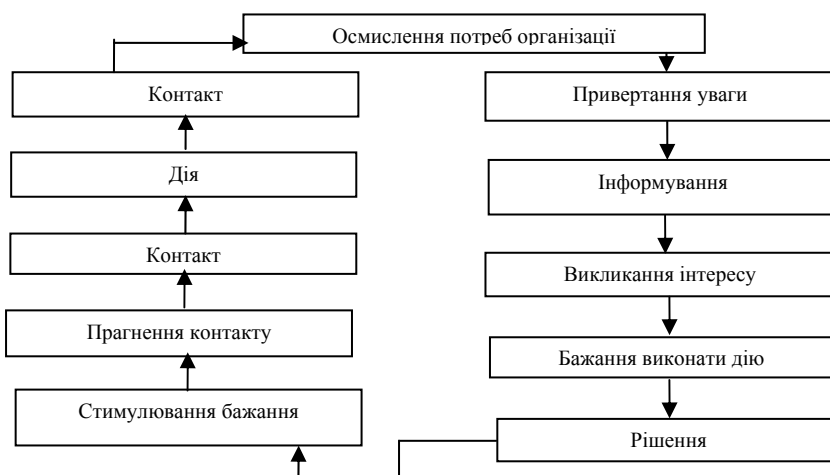 Осмислення потреб організації
Контакт
Привертання уваги
Дія
Інформування
Контакт
Викликання інтересу
Прагнення контакту
Бажання виконати дію
Стимулювання бажання
Рішення